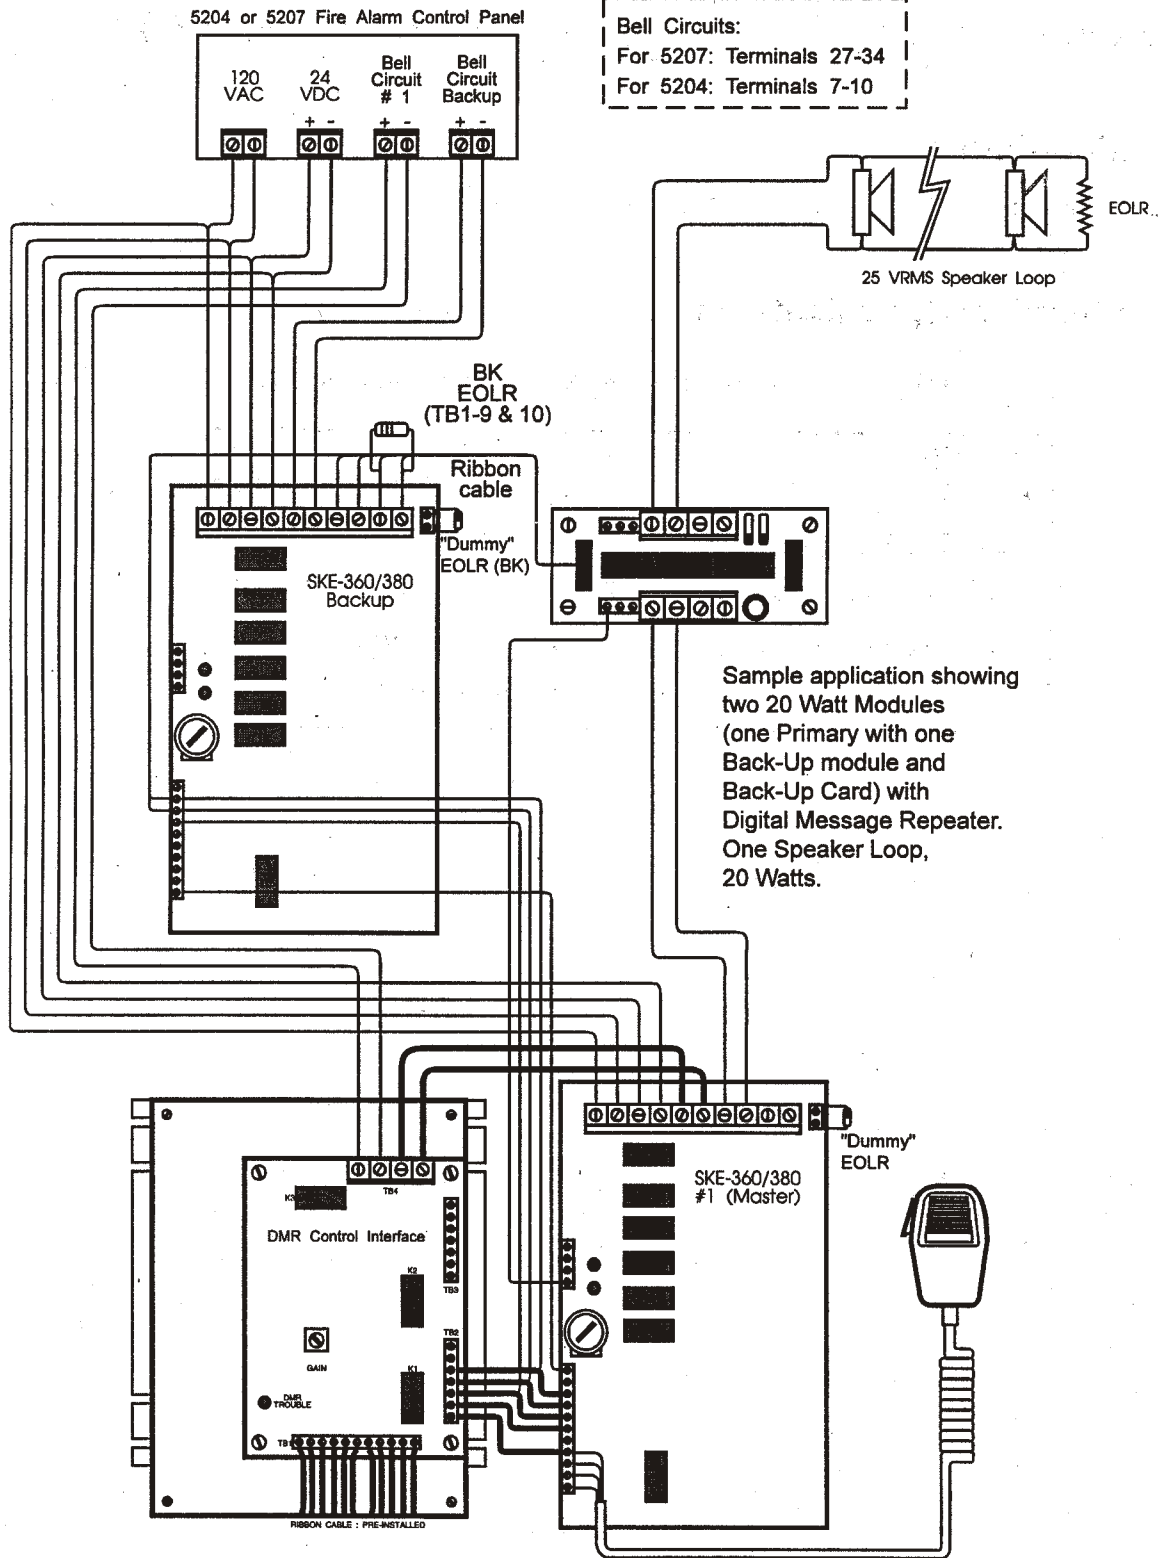 5204 or 5207 Fire Alarm Control Panel
Bell Circuits:
For 5207: Terminals 27-34
For 5204: Terminals 7-10
120
VAC
24
VDC
Bell
Circuit
# 1
Bell
Circuit
Backup
+ -
+ -
+ -
EOLR
25 VRMS Speaker Loop
BK
EOLR
(TB1-9 & 10)
Ribbon
cable
"Dummy"
EOLR (BK)
SKE-360/380
Backup
Sample application showing
two 20 Watt Modules
(one Primary with one
Back-Up module and
Back-Up Card) with
Digital Message Repeater.
One Speaker Loop,
20 Watts.
"Dummy"
EOLR
SKE-360/380
#1 (Master)
TB4
K3
DMR Control Interface
TB3
K2
TB2
GAIN
K1
DMR
TROUBLE
TB1
RIBBON CABLE : PRE-INSTALLED